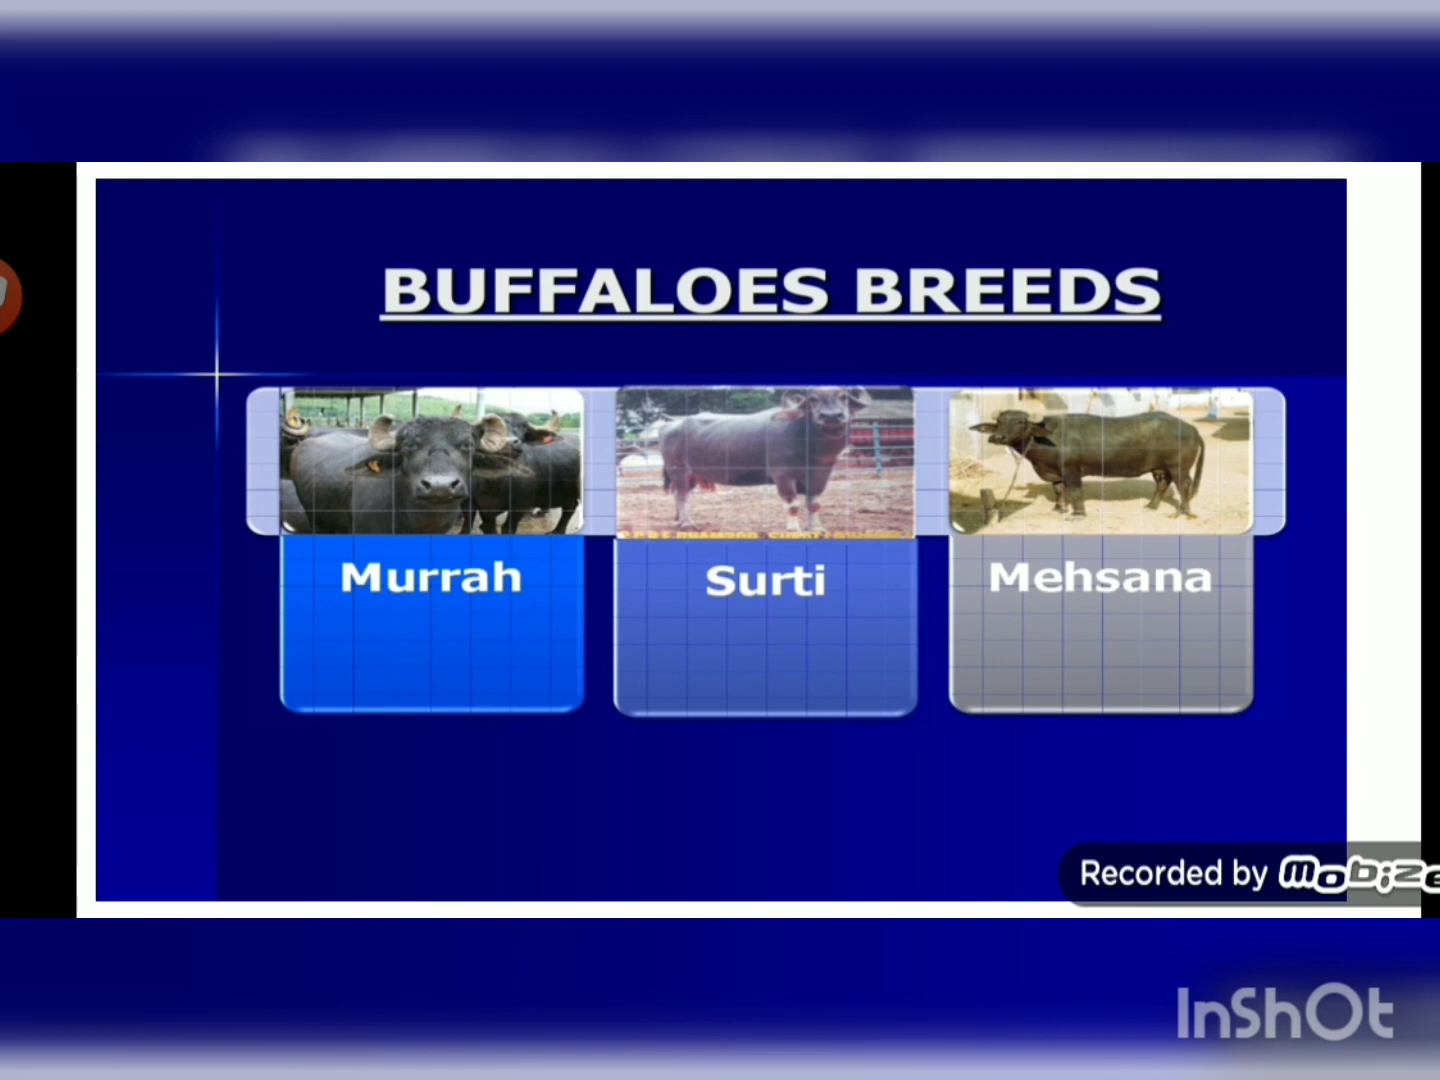 BUFFALOES BREEDS
Murrah
Surti
Mehsana
Recorded by
InShOt